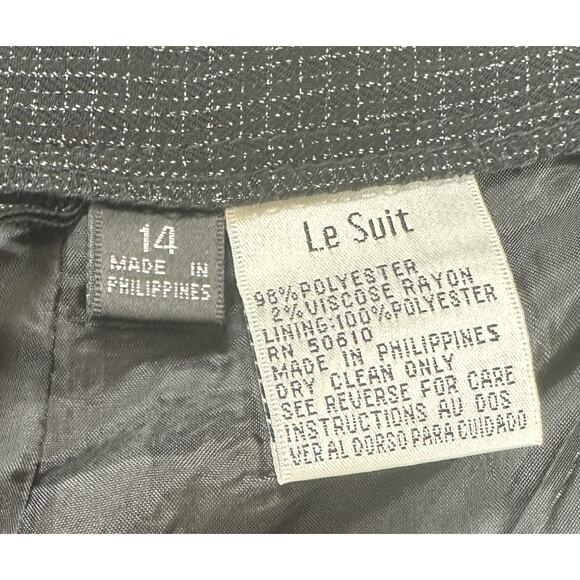 14
MADE IN
PHILIPPINES
Le Suit
98% POLYESTER
2% VISCOSE RAYON
LINING-100% POLYESTER
RN 50610
MADE IN PHILIPPINES
DRY CLEAN ONLY
SEE REVERSE FOR CARE
INSTRUCTIONS AU DOS
VER AL DORSO PARA CUIDADO